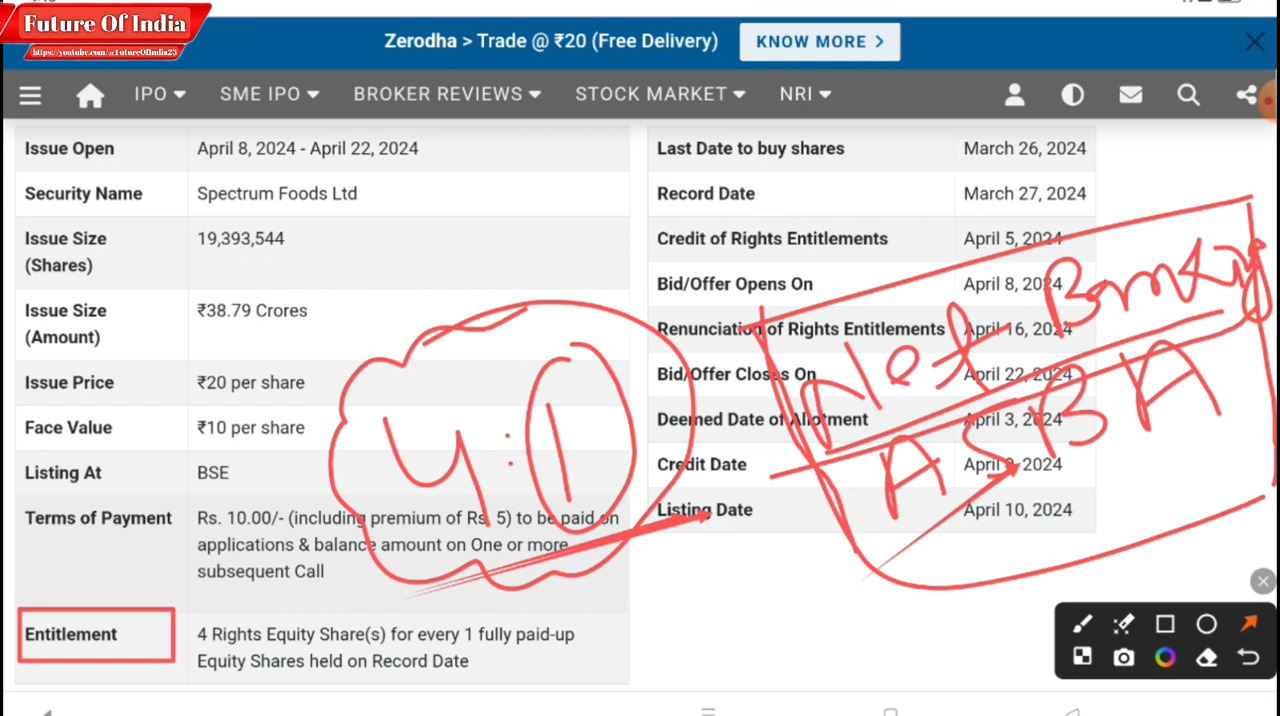 Future Of India
https://youtube.com/@FutureOfIndia23
Zerodha > Trade @ ₹20 (Free Delivery)
KNOW MORE >
IPO
SME IPO
BROKER REVIEWS
STOCK MARKET
NRI
Issue Open April 8, 2024 - April 22, 2024
Security Name Spectrum Foods Ltd
Issue Size 19,393,544
(Shares)
Issue Size ₹38.79 Crores
(Amount)
Issue Price ₹20 per share
Face Value ₹10 per share
Listing At BSE
Terms of Payment Rs. 10.00/- (including premium of Rs. 5) to be paid on
applications & balance amount on One or more
subsequent Call
Entitlement 4 Rights Equity Share(s) for every 1 fully paid-up
Equity Shares held on Record Date
4:1
Last Date to buy shares March 26, 2024
Record Date March 27, 2024
Credit of Rights Entitlements April 5, 2024
Bid/Offer Opens On April 8, 2024
Renunciation of Rights Entitlements April 16, 2024
Bid/Offer Closes On April 22, 2024
Deemed Date of Allotment April 3, 2024
Credit Date April 2024
Listing Date April 10, 2024
Net Banking
ASBA